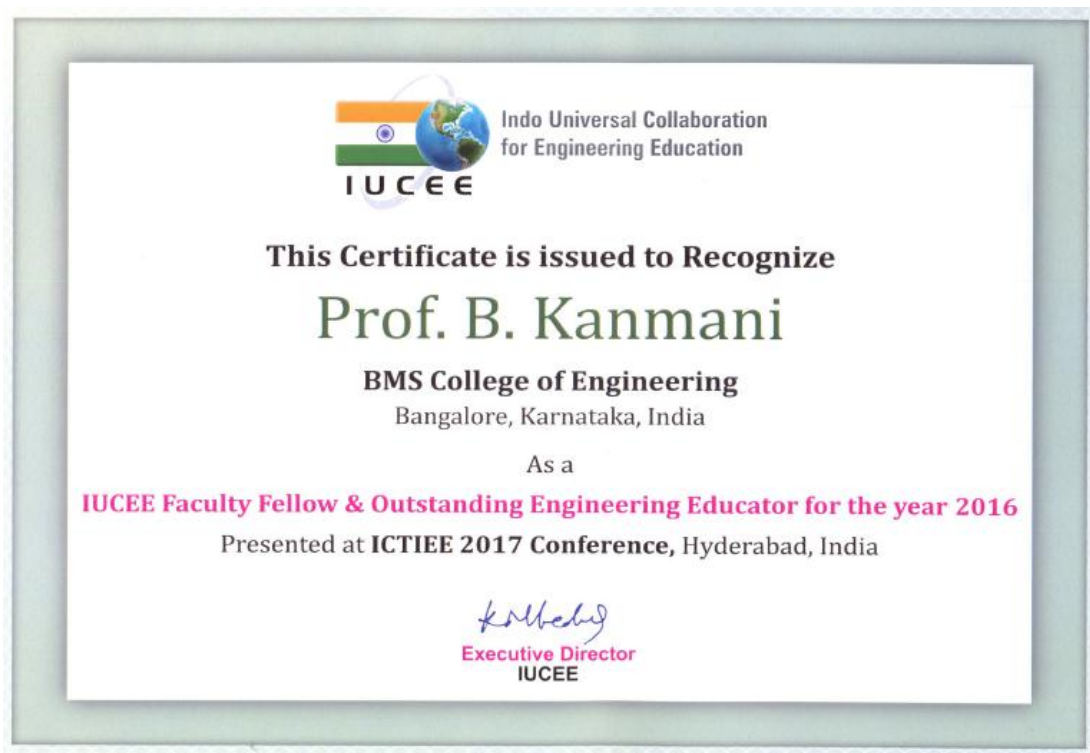 Indo Universal Collaboration
for Engineering Education
IUCEE
This Certificate is issued to Recognize
Prof. B. Kanmani
BMS College of Engineering
Bangalore, Karnataka, India
As a
IUCEE Faculty Fellow & Outstanding Engineering Educator for the year 2016
Presented at ICTIEE 2017 Conference, Hyderabad, India
Executive Director
IUCEE